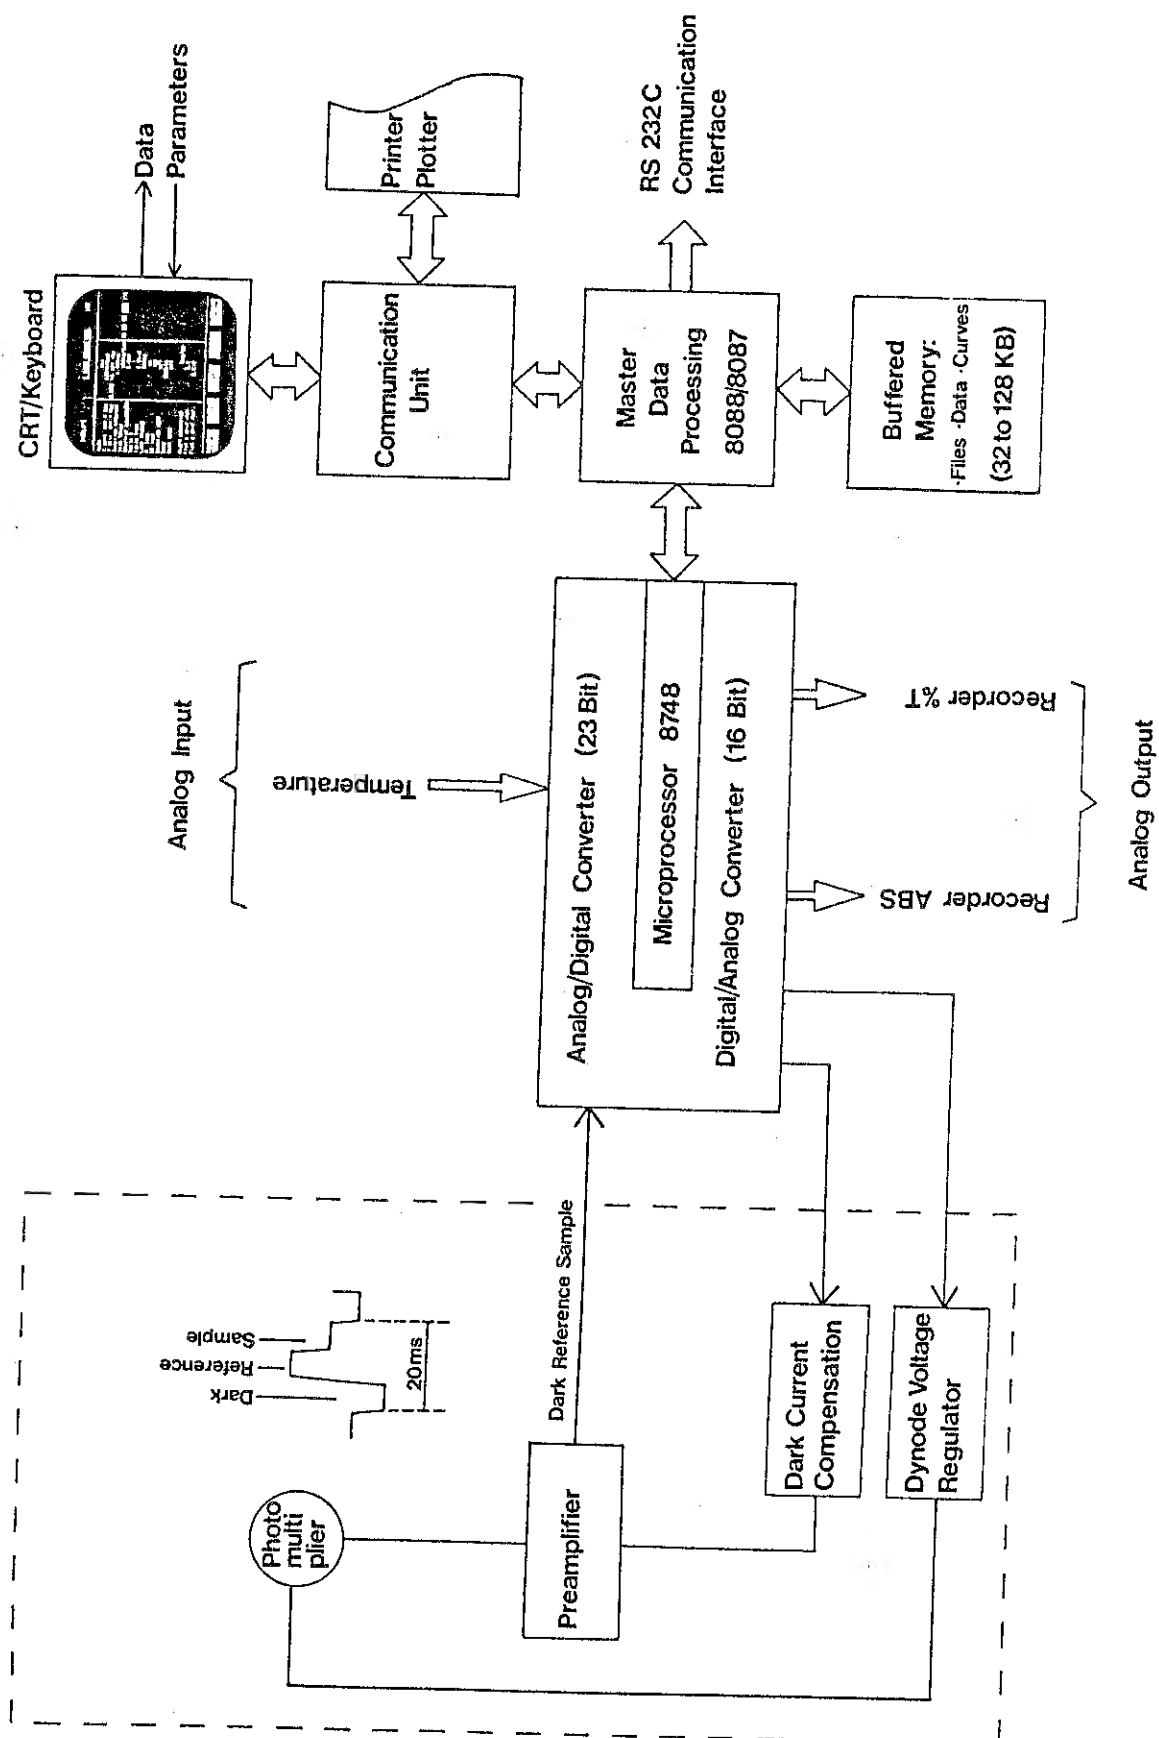 Photo
multi
plier
Preamplifier
Dark
Reference
Sample
20ms
Dark Reference Sample
Dark Current
Compensation
Dynode Voltage
Regulator
Analog Input
Temperature
Analog/Digital Converter (23 Bit)
Microprocessor 8748
Digital/Analog Converter (16 Bit)
Recorder ABS
Recorder %T
Analog Output
CRT/Keyboard
Data
Parameters
Communication
Unit
Printer
Plotter
Master
Data
Processing
8088/8087
RS 232C
Communication
Interface
Buffered
Memory:
·Files ·Data ·Curves
(32 to 128 KB)